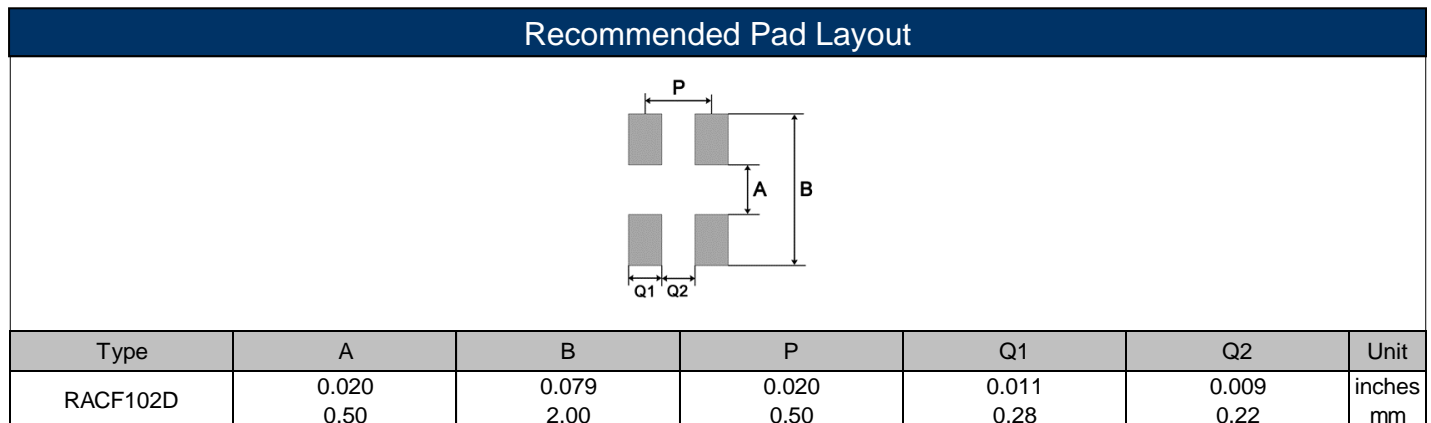 Recommended Pad Layout
P
A
B
Q1 Q2
Type A B P Q1 Q2 Unit
RACF102D 0.020 0.079 0.020 0.011 0.009 inches
0.50 2.00 0.50 0.28 0.22 mm